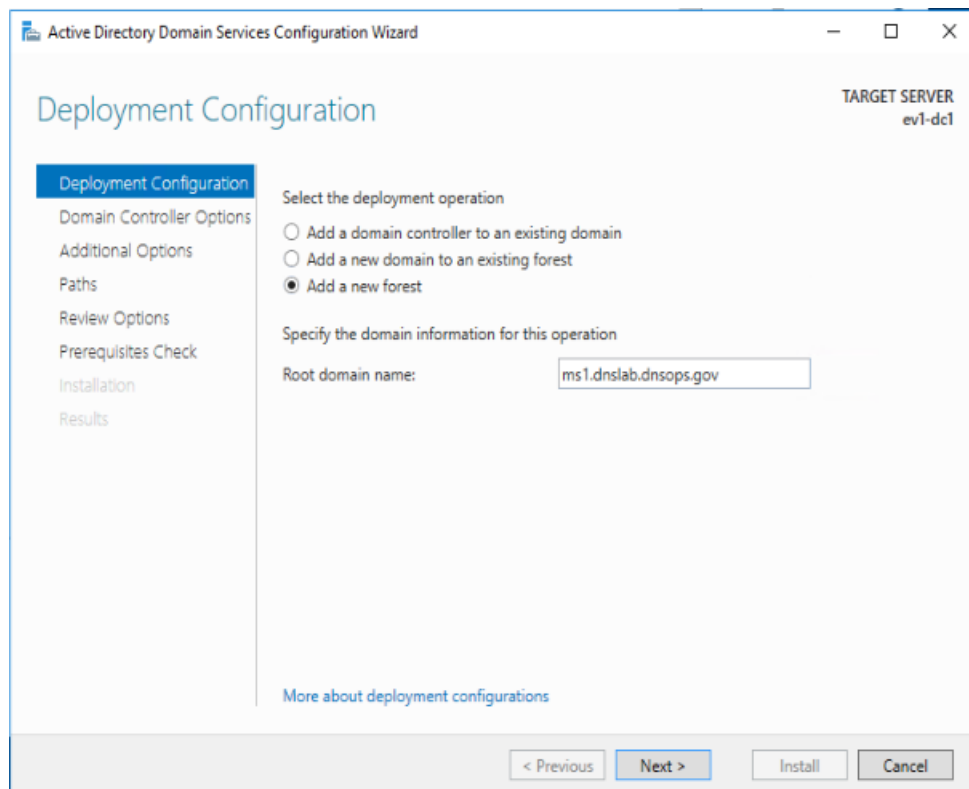 Active Directory Domain Services Configuration Wizard
Deployment Configuration
TARGET SERVER
ev1-dc1
Deployment Configuration
Domain Controller Options
Additional Options
Paths
Review Options
Prerequisites Check
Installation
Results
Select the deployment operation
Add a domain controller to an existing domain
Add a new domain to an existing forest
Add a new forest
Specify the domain information for this operation
Root domain name: ms1.dnslab.dnsops.gov
More about deployment configurations
< Previous Next > Install Cancel